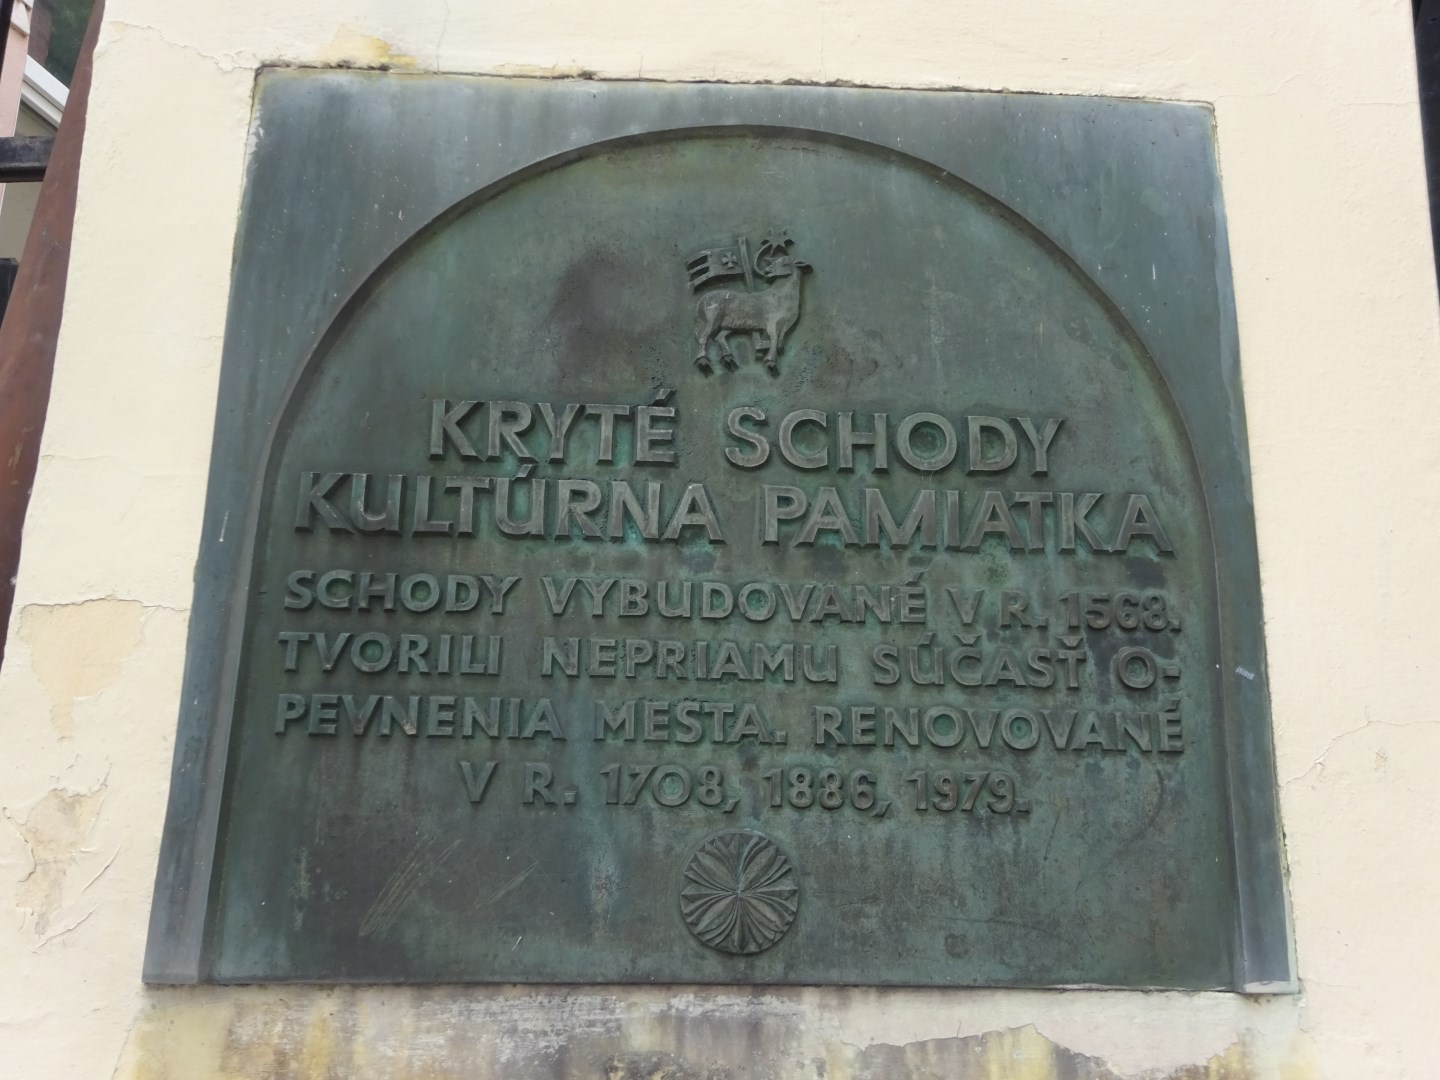 KRYTÉ SCHODY
KULTÚRNA PAMIATKA
SCHODY VYBUDOVANÉ V R. 1568.
TVORILI NEPRIAMU SÚČASŤ O-
PEVNENIA MESTA. RENOVOVANÉ
V R. 1708, 1886, 1979.